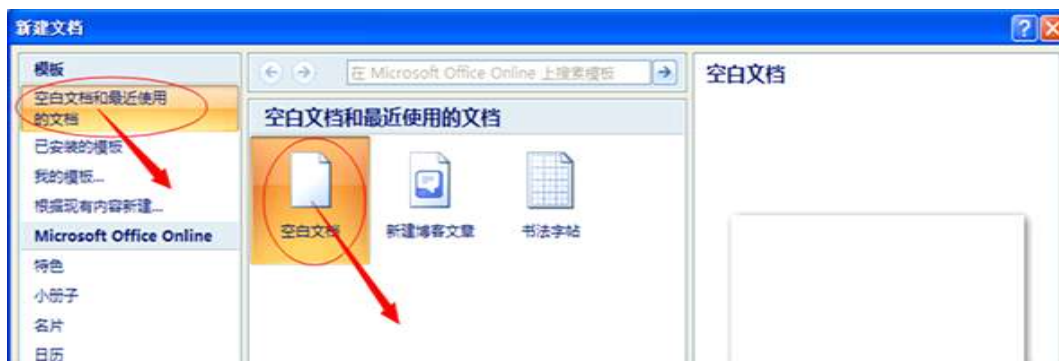 新建文档
模板
空白文档和最近使用
的文档
已安装的模板
我的模板...
根据现有内容新建...
Microsoft Office Online
特色
小册子
名片
日历
在 Microsoft Office Online 上搜索模板
空白文档和最近使用的文档
空白文档
新建博客文章
书法字帖
空白文档